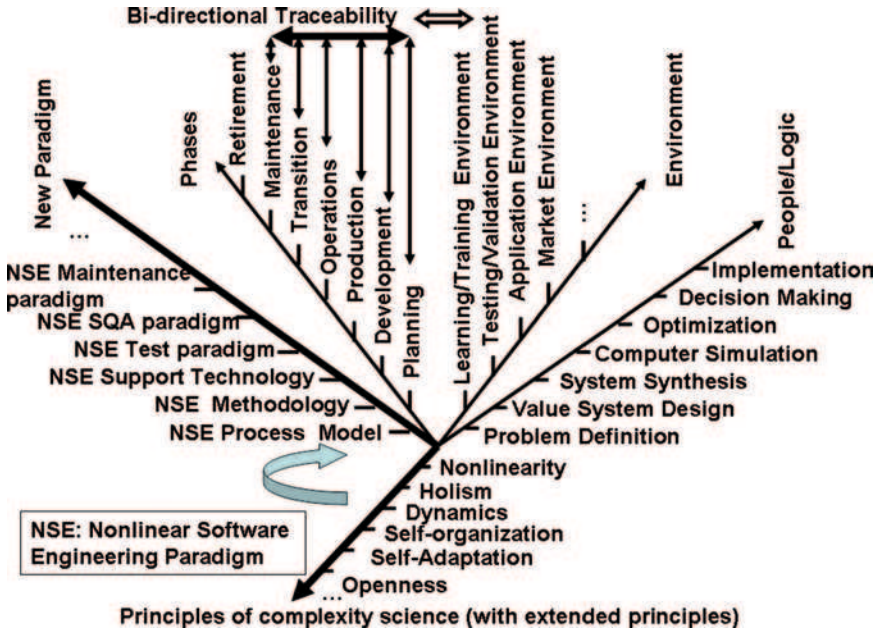 Bi-directional Traceability
New Paradigm
...
NSE Maintenance
paradigm
NSE SQA paradigm
NSE Test paradigm
NSE Support Technology
NSE Methodology
NSE Process Model
Phases
Retirement
Maintenance
Transition
Operations
Production
Development
Planning
Learning/Training Environment
Testing/Validation Environment
Application Environment
Market Environment
...
Environment
People/Logic
Implementation
Decision Making
Optimization
Computer Simulation
System Synthesis
Value System Design
Problem Definition
Nonlinearity
Holism
Dynamics
Self-organization
Self-Adaptation
Openness
...
NSE: Nonlinear Software
Engineering Paradigm
Principles of complexity science (with extended principles)